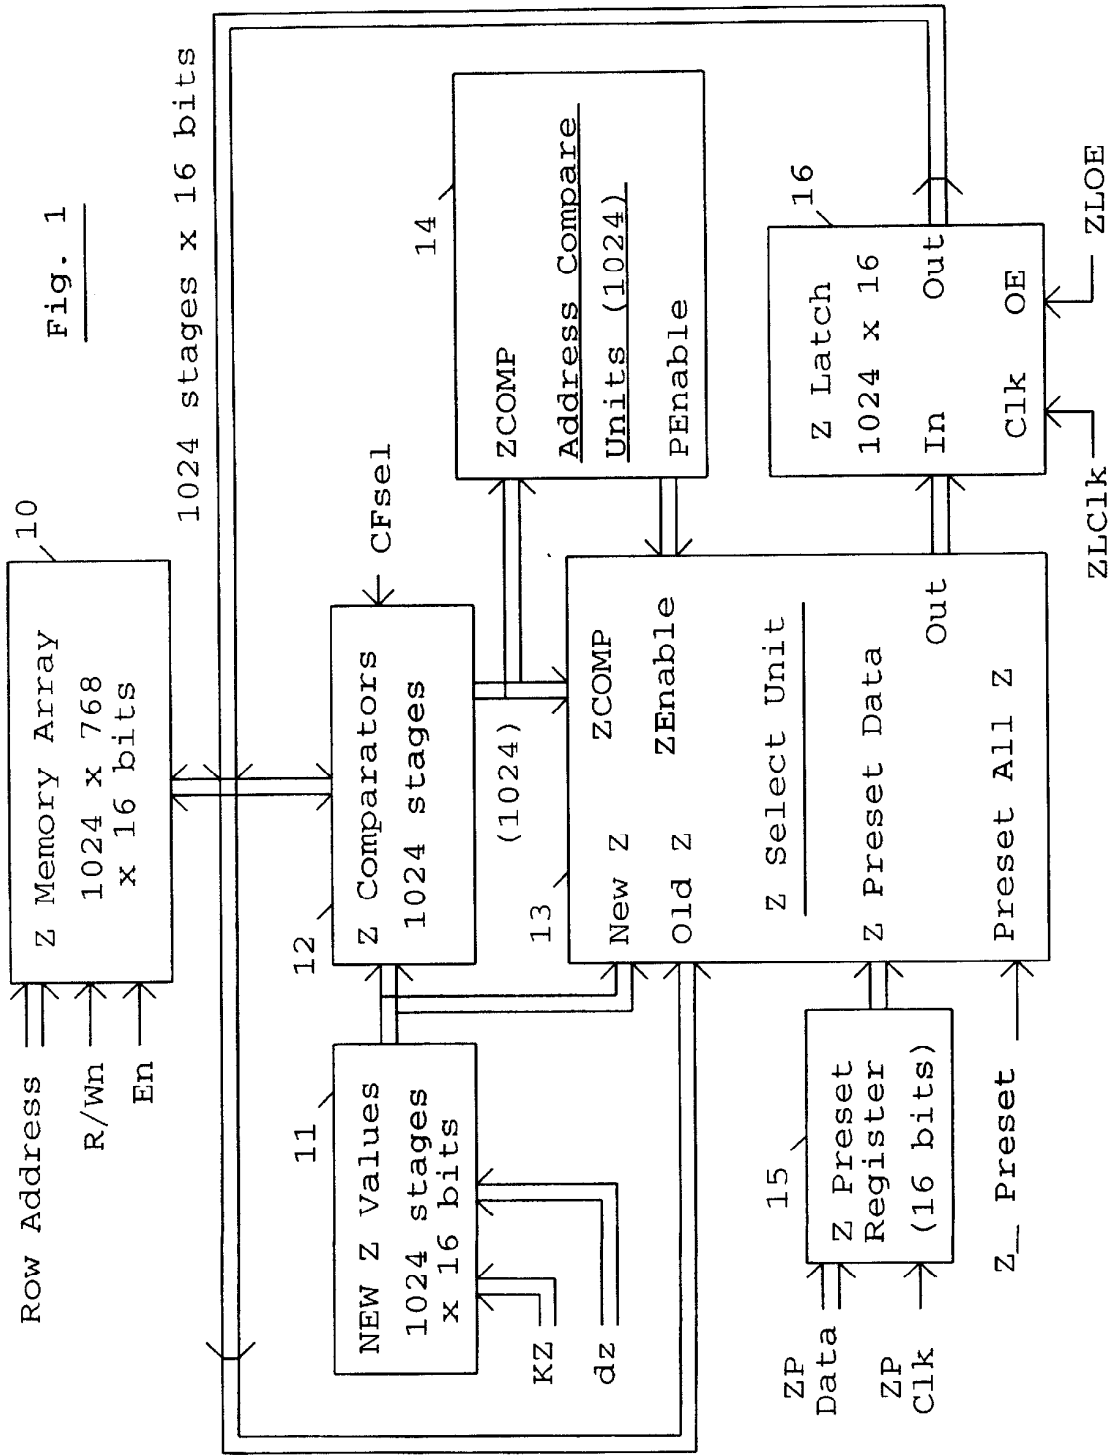 Fig. 1
1024 stages x 16 bits
10
Z Memory Array
1024 x 768
x 16 bits
Row Address
R/Wn
En
11
NEW Z Values
1024 stages
x 16 bits
KZ
dz
12
Z Comparators
1024 stages
CFsel
(1024)
14
ZCOMP
Address Compare
Units (1024)
PEnable
13
New Z
ZCOMP
Old Z
ZEnable
Z Select Unit
Z Preset Data
Out
Preset All Z
15
Z Preset
Register
(16 bits)
ZP
Data
ZP
Clk
Z_ Preset
16
Z Latch
1024 x 16
In Out
Clk OE
ZLClk
ZLOE